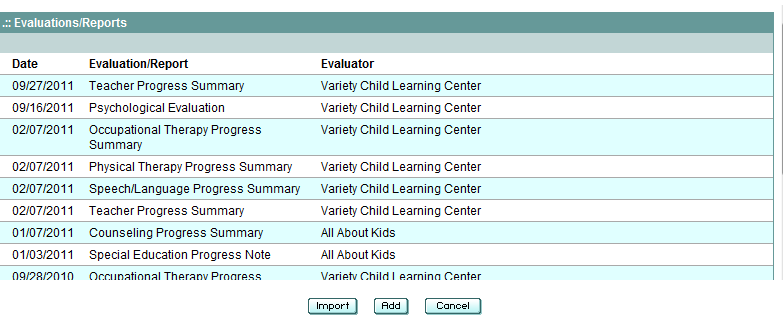 .:: Evaluations/Reports
Date Evaluation/Report Evaluator
09/27/2011 Teacher Progress Summary Variety Child Learning Center
09/16/2011 Psychological Evaluation Variety Child Learning Center
02/07/2011 Occupational Therapy Progress Variety Child Learning Center
Summary
02/07/2011 Physical Therapy Progress Summary Variety Child Learning Center
02/07/2011 Speech/Language Progress Summary Variety Child Learning Center
02/07/2011 Teacher Progress Summary Variety Child Learning Center
01/07/2011 Counseling Progress Summary All About Kids
01/03/2011 Special Education Progress Note All About Kids
09/28/2010 Occupational Therapy Progress Variety Child Learning Center
Import Add Cancel